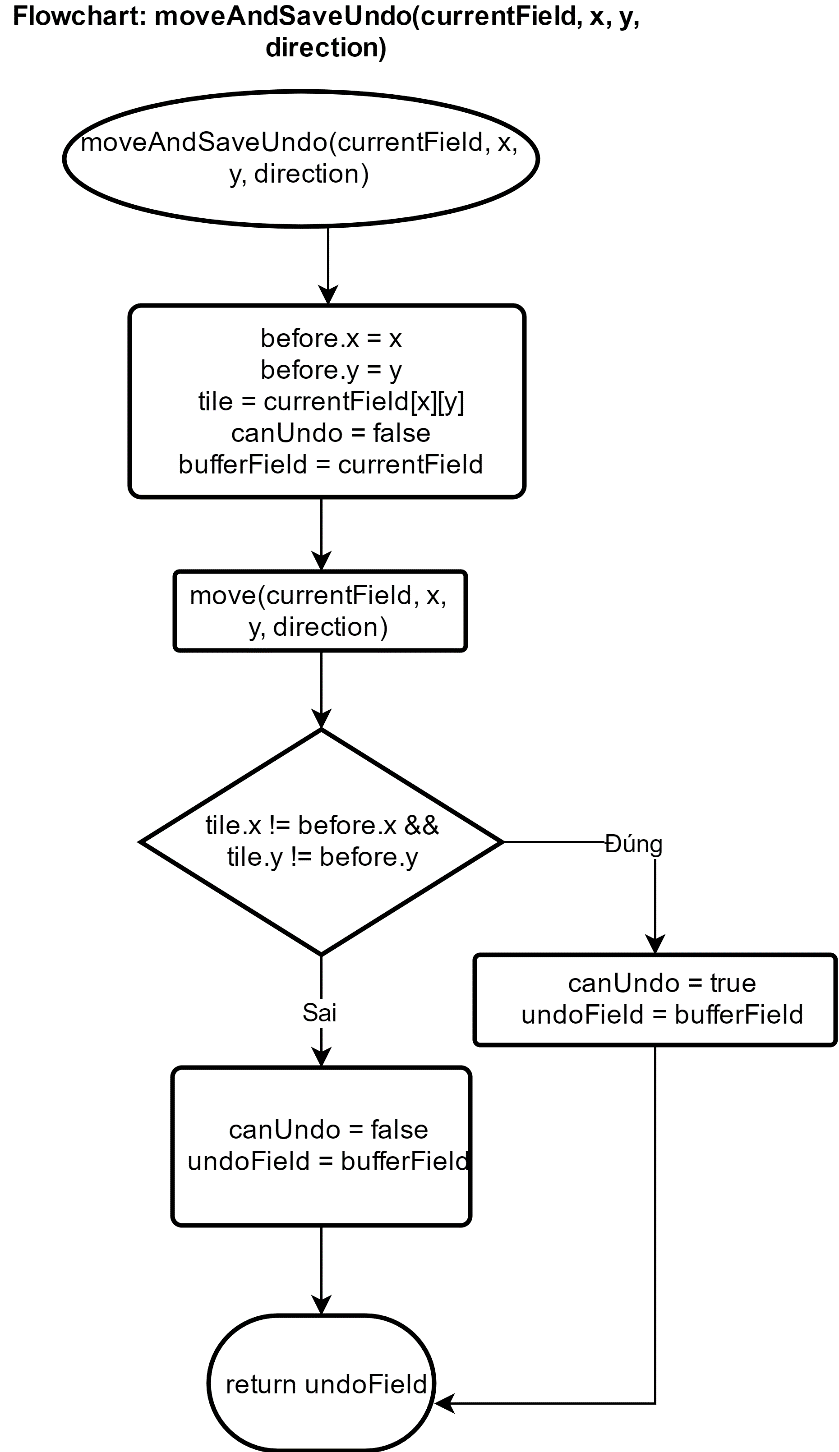 Flowchart: moveAndSaveUndo(currentField, x, y,
direction)
moveAndSaveUndo(currentField, x,
y, direction)
before.x = x
before.y = y
tile = currentField[x][y]
canUndo = false
bufferField = currentField
move(currentField, x,
y, direction)
tile.x != before.x &&
tile.y != before.y
Đúng
canUndo = true
undoField = bufferField
Sai
canUndo = false
undoField = bufferField
return undoField